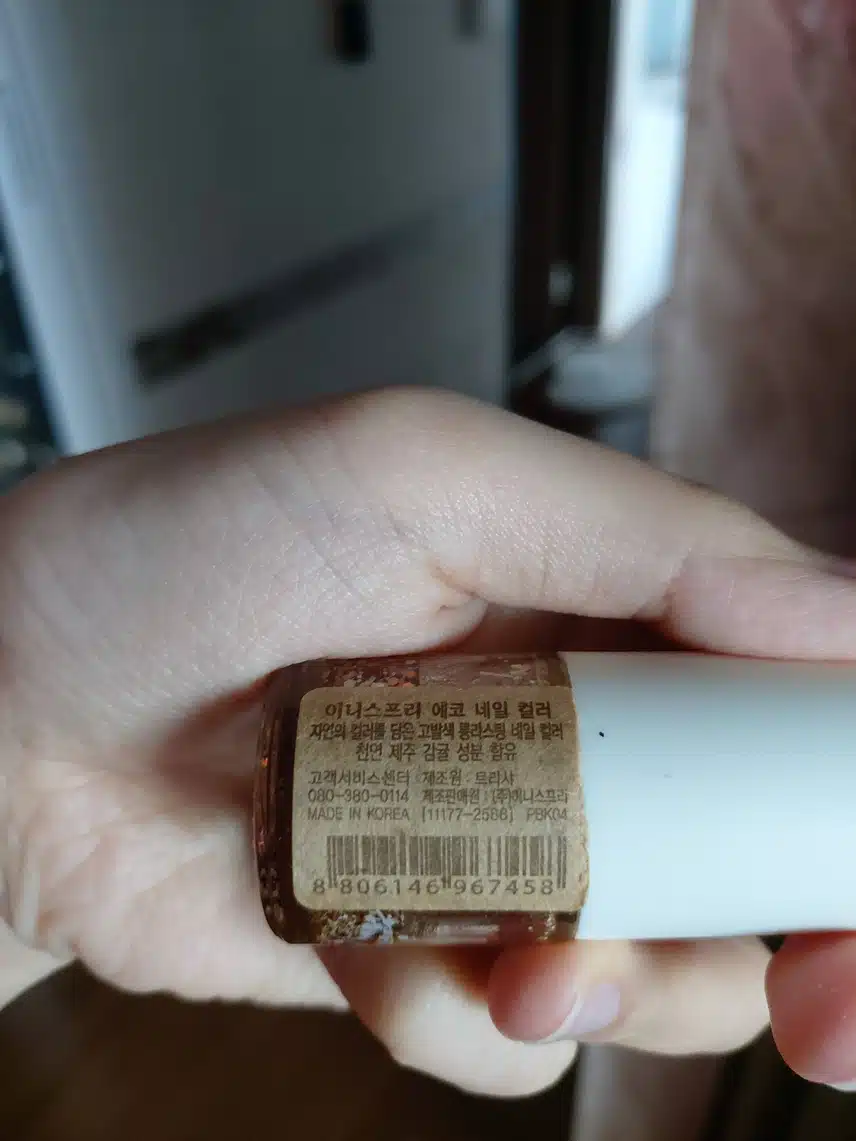 이니스프리 에코 네일 컬러
자연의 컬러를 담은 고발색 롱라스팅 네일 컬러
천연 제주 감귤 성분 함유
고객서비스센터 제조원 : 트라사
080-380-0114 제조판매원 : (주)이니스프리
MADE IN KOREA [11177-2588] PBK04
8 806146 967458